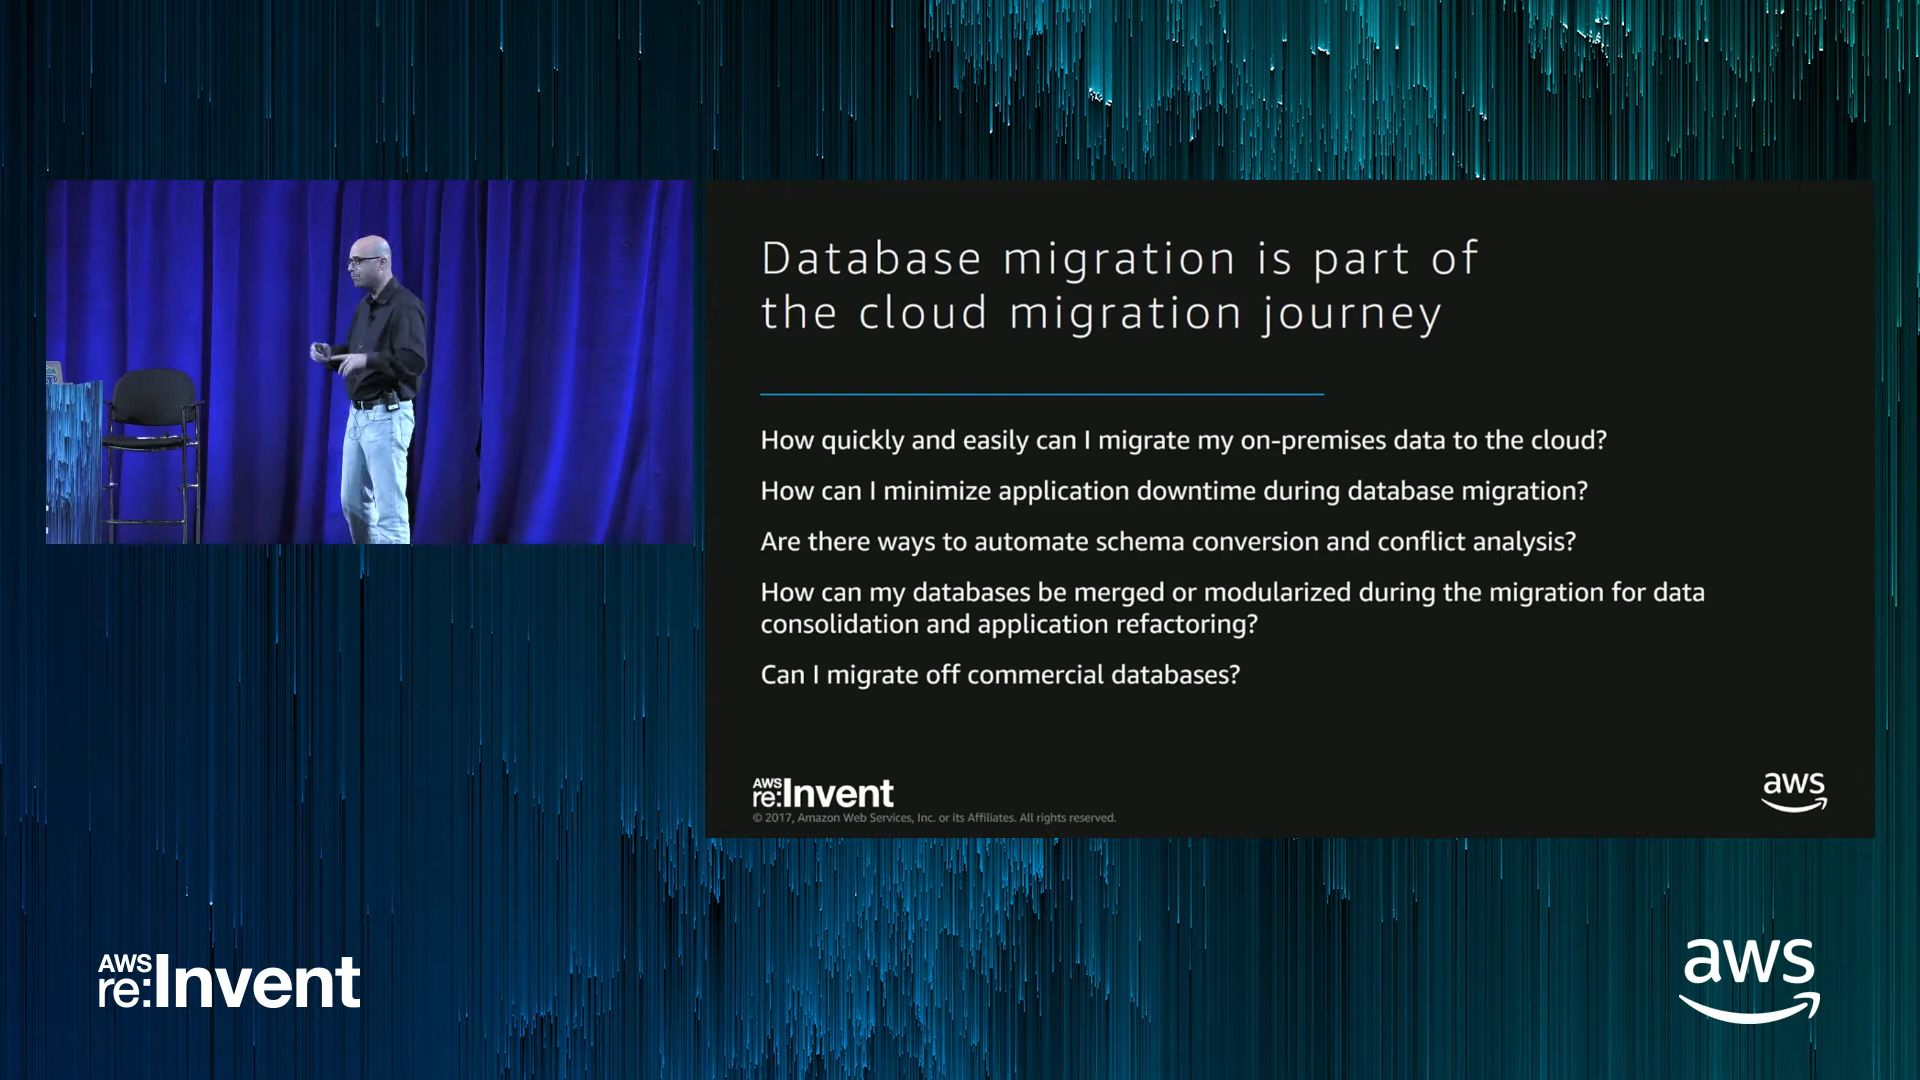 Database migration is part of
the cloud migration journey
How quickly and easily can I migrate my on-premises data to the cloud?
How can I minimize application downtime during database migration?
Are there ways to automate schema conversion and conflict analysis?
How can my databases be merged or modularized during the migration for data
consolidation and application refactoring?
Can I migrate off commercial databases?
AWS
re:Invent
© 2017, Amazon Web Services, Inc. or its Affiliates. All rights reserved.
aws
AWS
re:Invent
aws